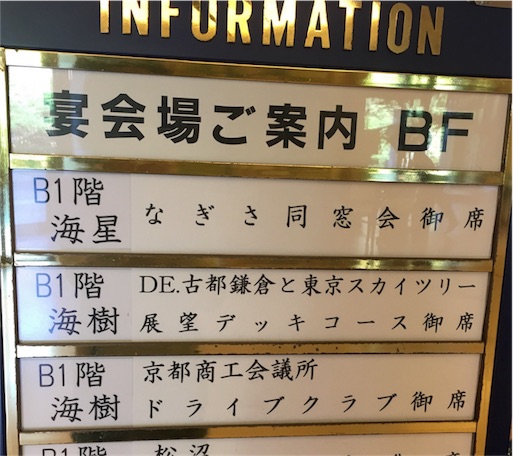 INFORMATION
宴会場ご案内 BF
B1階
海星
なぎさ同窓会御席
B1階
海樹
DE.古都鎌倉と東京スカイツリー
展望デッキコース御席
B1階
海樹
京都商工会議所
ドライブクラブ御席
B1階
松沼